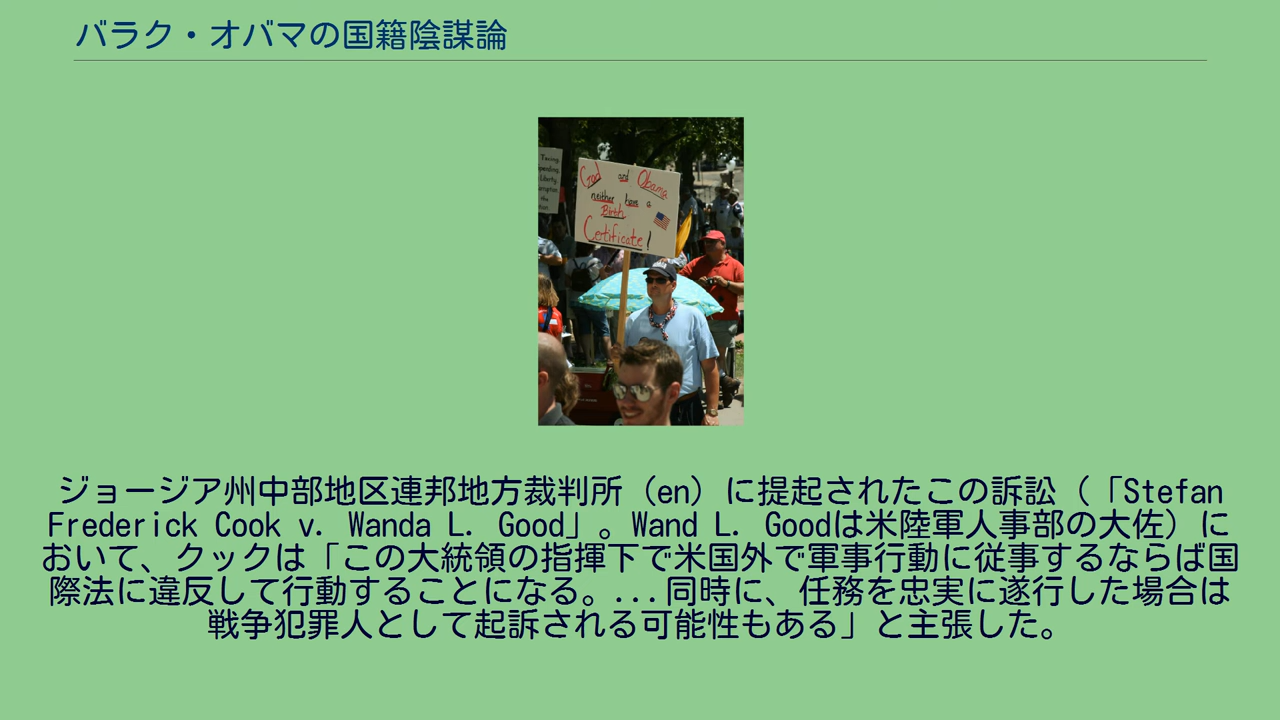 バラク・オバマの国籍陰謀論
Taxing,
God and Obama
neither have a
Birth
Certificate!
Liberty,
the
ジョージア州中部地区連邦地方裁判所（en）に提起されたこの訴訟（「Stefan
Frederick Cook v. Wanda L. Good」。Wand L. Goodは米陸軍人事部の大佐）に
おいて、クックは「この大統領の指揮下で米国外で軍事行動に従事するならば国
際法に違反して行動することになる。...同時に、任務を忠実に遂行した場合は
戦争犯罪人として起訴される可能性もある」と主張した。